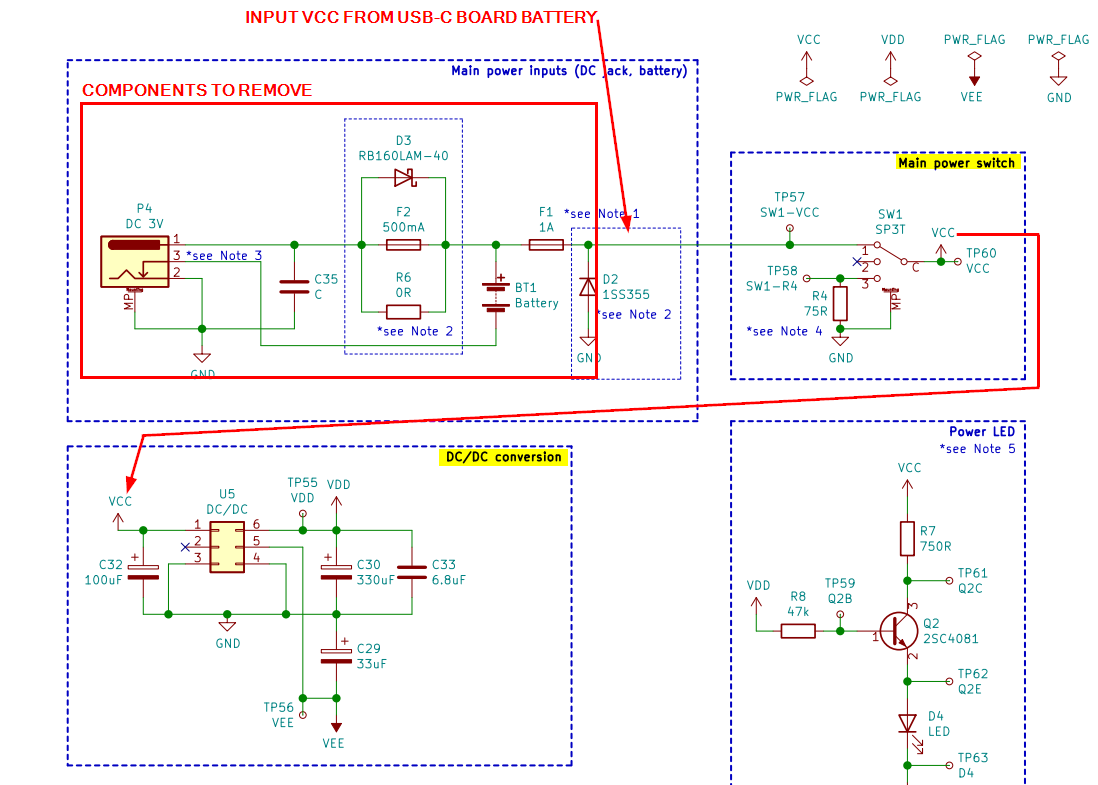 INPUT VCC FROM USB-C BOARD BATTERY
VCC
VDD
PWR_FLAG
PWR_FLAG
PWR_FLAG
PWR_FLAG
VEE
GND
Main power inputs (DC jack, battery)
COMPONENTS TO REMOVE
D3
RB160LAM-40
F2
500mA
R6
0R
*see Note 2
P4
DC 3V
1
3
2
MP
*see Note 3
C35
C
GND
+
BT1
Battery
F1
1A
*see Note 1
D2
1SS355
*see Note 2
GND
Main power switch
TP57
SW1-VCC
SW1
SP3T
1
2
3
C
VCC
TP60
VCC
TP58
SW1-R4
R4
75R
MP
*see Note 4
GND
DC/DC conversion
VCC
U5
DC/DC
1
2
3
6
5
4
+
C32
100uF
GND
TP55
VDD
VDD
+
C30
330uF
C33
6.8uF
+
C29
33uF
TP56
VEE
VEE
Power LED
*see Note 5
VCC
R7
750R
TP61
Q2C
VDD
R8
47k
TP59
Q2B
1
3
2
Q2
2SC4081
TP62
Q2E
D4
LED
TP63
D4